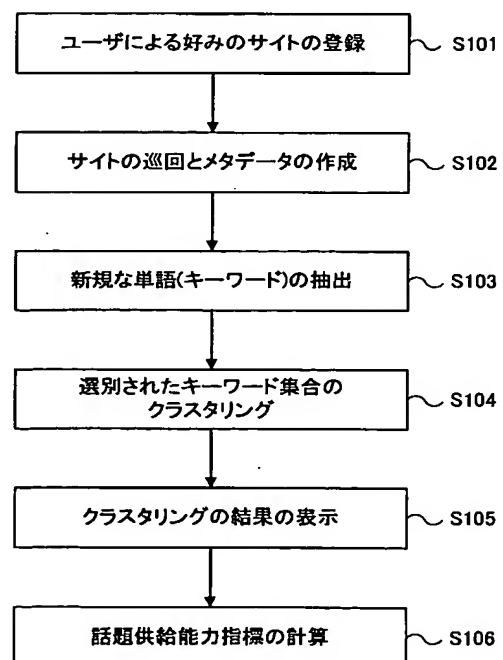 ユーザによる好みのサイトの登録
S101
サイトの巡回とメタデータの作成
S102
新規な単語(キーワード)の抽出
S103
選別されたキーワード集合の
クラスタリング
S104
クラスタリングの結果の表示
S105
話題供給能力指標の計算
S106